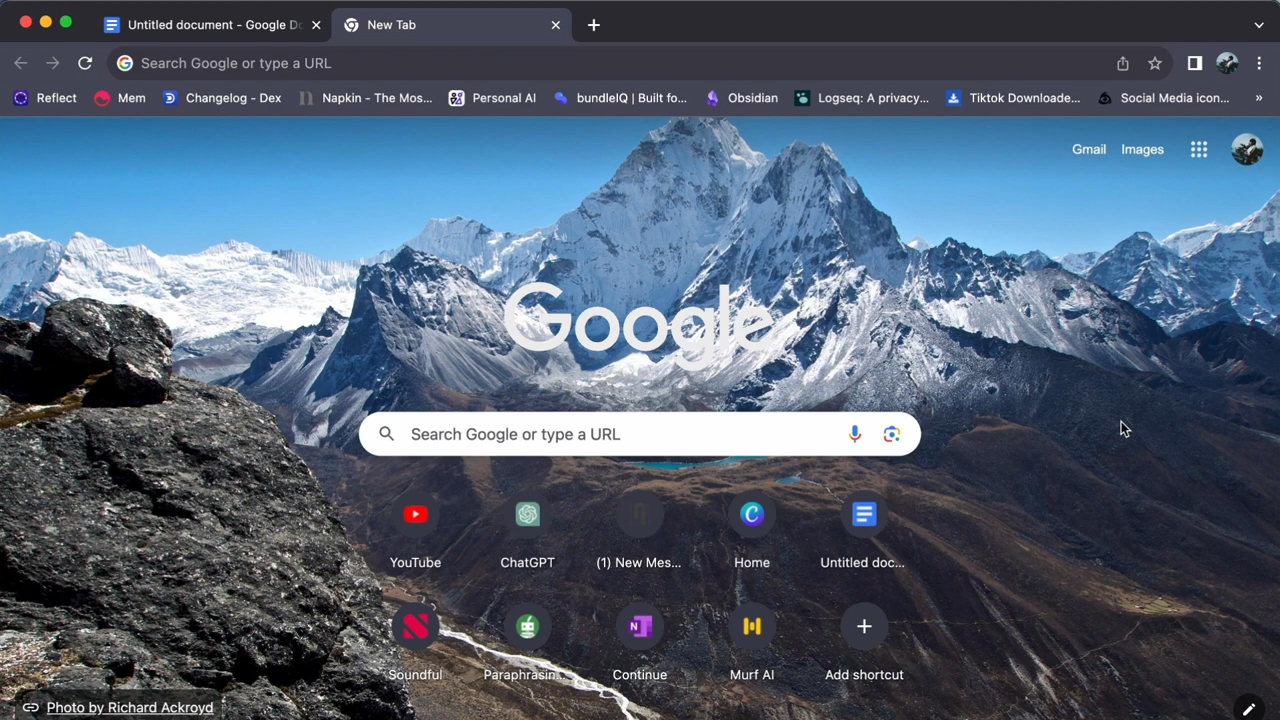 Untitled document - Google Do
New Tab
Search Google or type a URL
Reflect
Mem
Changelog - Dex
Napkin - The Mos...
Personal AI
bundleIQ | Built fo...
Obsidian
Logseq: A privacy...
Tiktok Downloade...
Social Media icon...
»
Gmail
Images
Google
Search Google or type a URL
YouTube
ChatGPT
(1) New Mes...
Home
Untitled doc...
Soundful
Paraphrasin...
Continue
Murf AI
Add shortcut
Photo by Richard Ackroyd